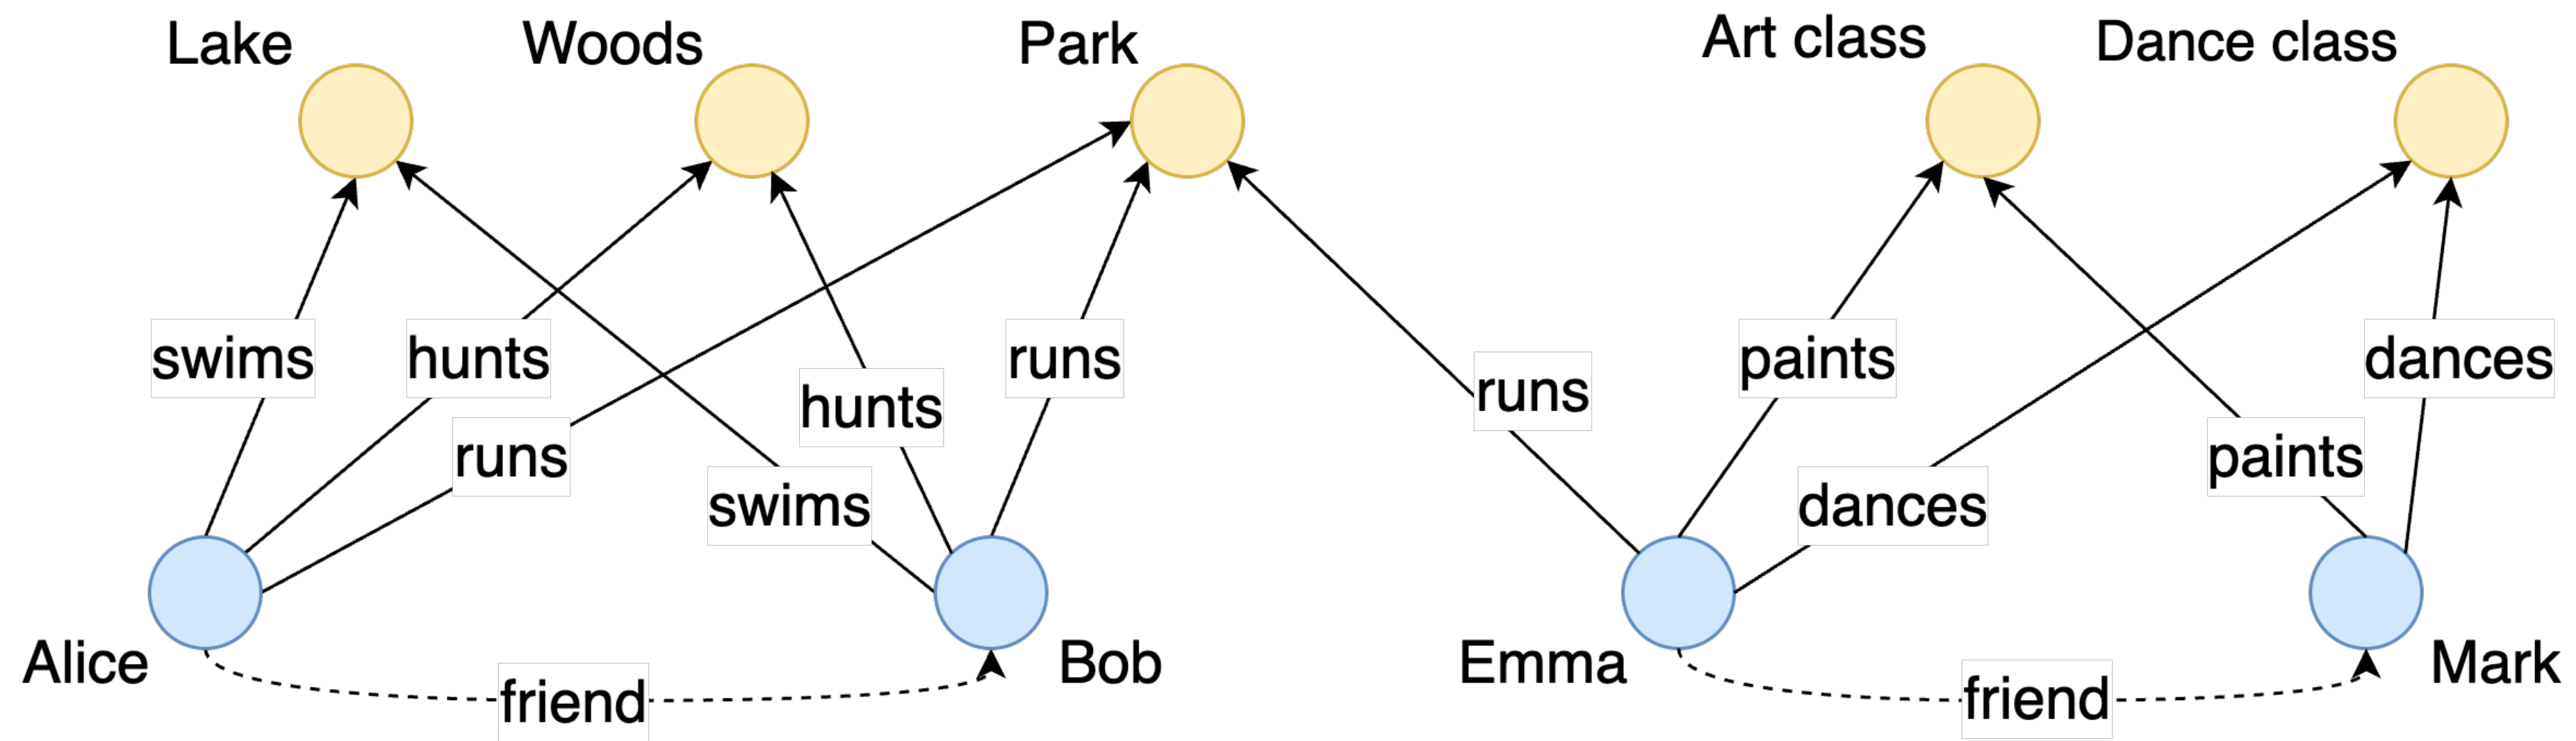 Lake
Woods
Park
Art class
Dance class
swims
hunts
runs
hunts
swims
runs
runs
paints
dances
paints
dances
Alice
Bob
Emma
Mark
friend
friend